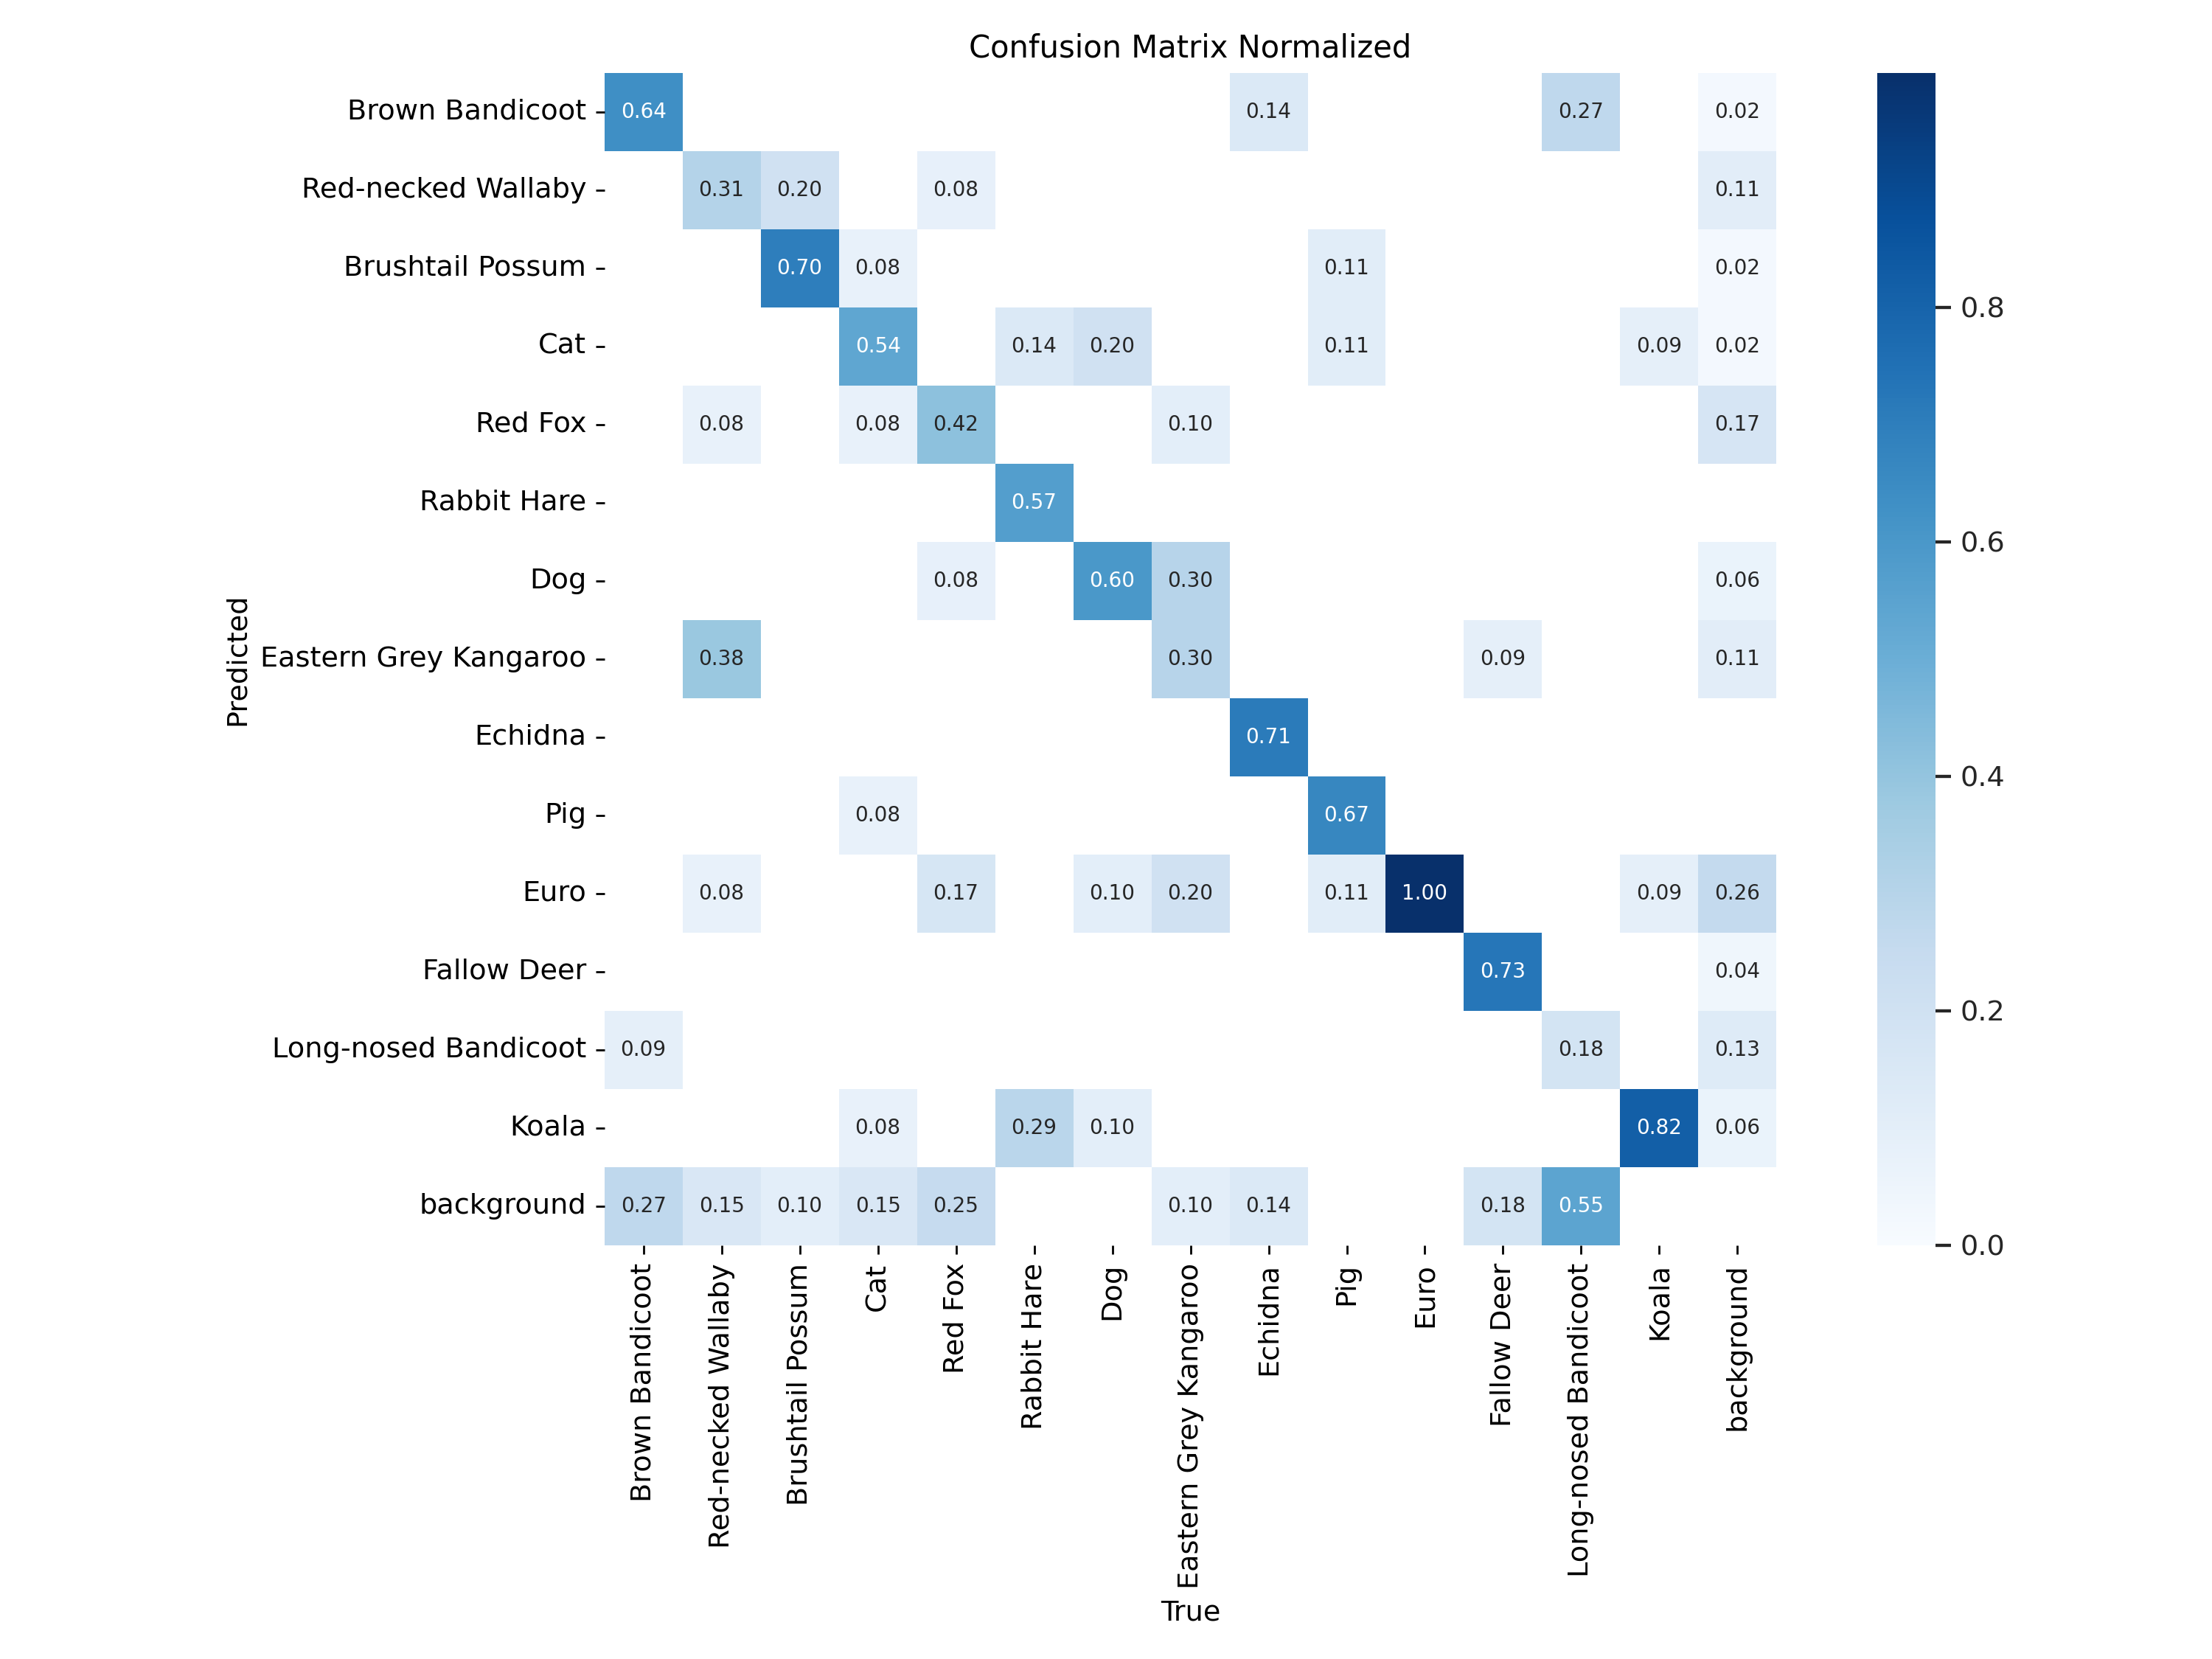 Confusion Matrix Normalized
Brown Bandicoot 0.64 0.14 0.27 0.02
Red-necked Wallaby 0.31 0.20 0.08 0.11
Brushtail Possum 0.70 0.08 0.11 0.02
Cat 0.54 0.14 0.20 0.11 0.09 0.02
Red Fox 0.08 0.08 0.42 0.10 0.17
Rabbit Hare 0.57
Dog 0.08 0.60 0.30 0.06
Eastern Grey Kangaroo 0.38 0.30 0.09 0.11
Echidna 0.71
Pig 0.08 0.67
Euro 0.08 0.17 0.10 0.20 0.11 1.00 0.09 0.26
Fallow Deer 0.73 0.04
Long-nosed Bandicoot 0.09 0.18 0.13
Koala 0.08 0.29 0.10 0.82 0.06
background 0.27 0.15 0.10 0.15 0.25 0.10 0.14 0.18 0.55
Predicted
Brown Bandicoot
Red-necked Wallaby
Brushtail Possum
Cat
Red Fox
Rabbit Hare
Dog
Eastern Grey Kangaroo
Echidna
Pig
Euro
Fallow Deer
Long-nosed Bandicoot
Koala
background
True
0.8
0.6
0.4
0.2
0.0